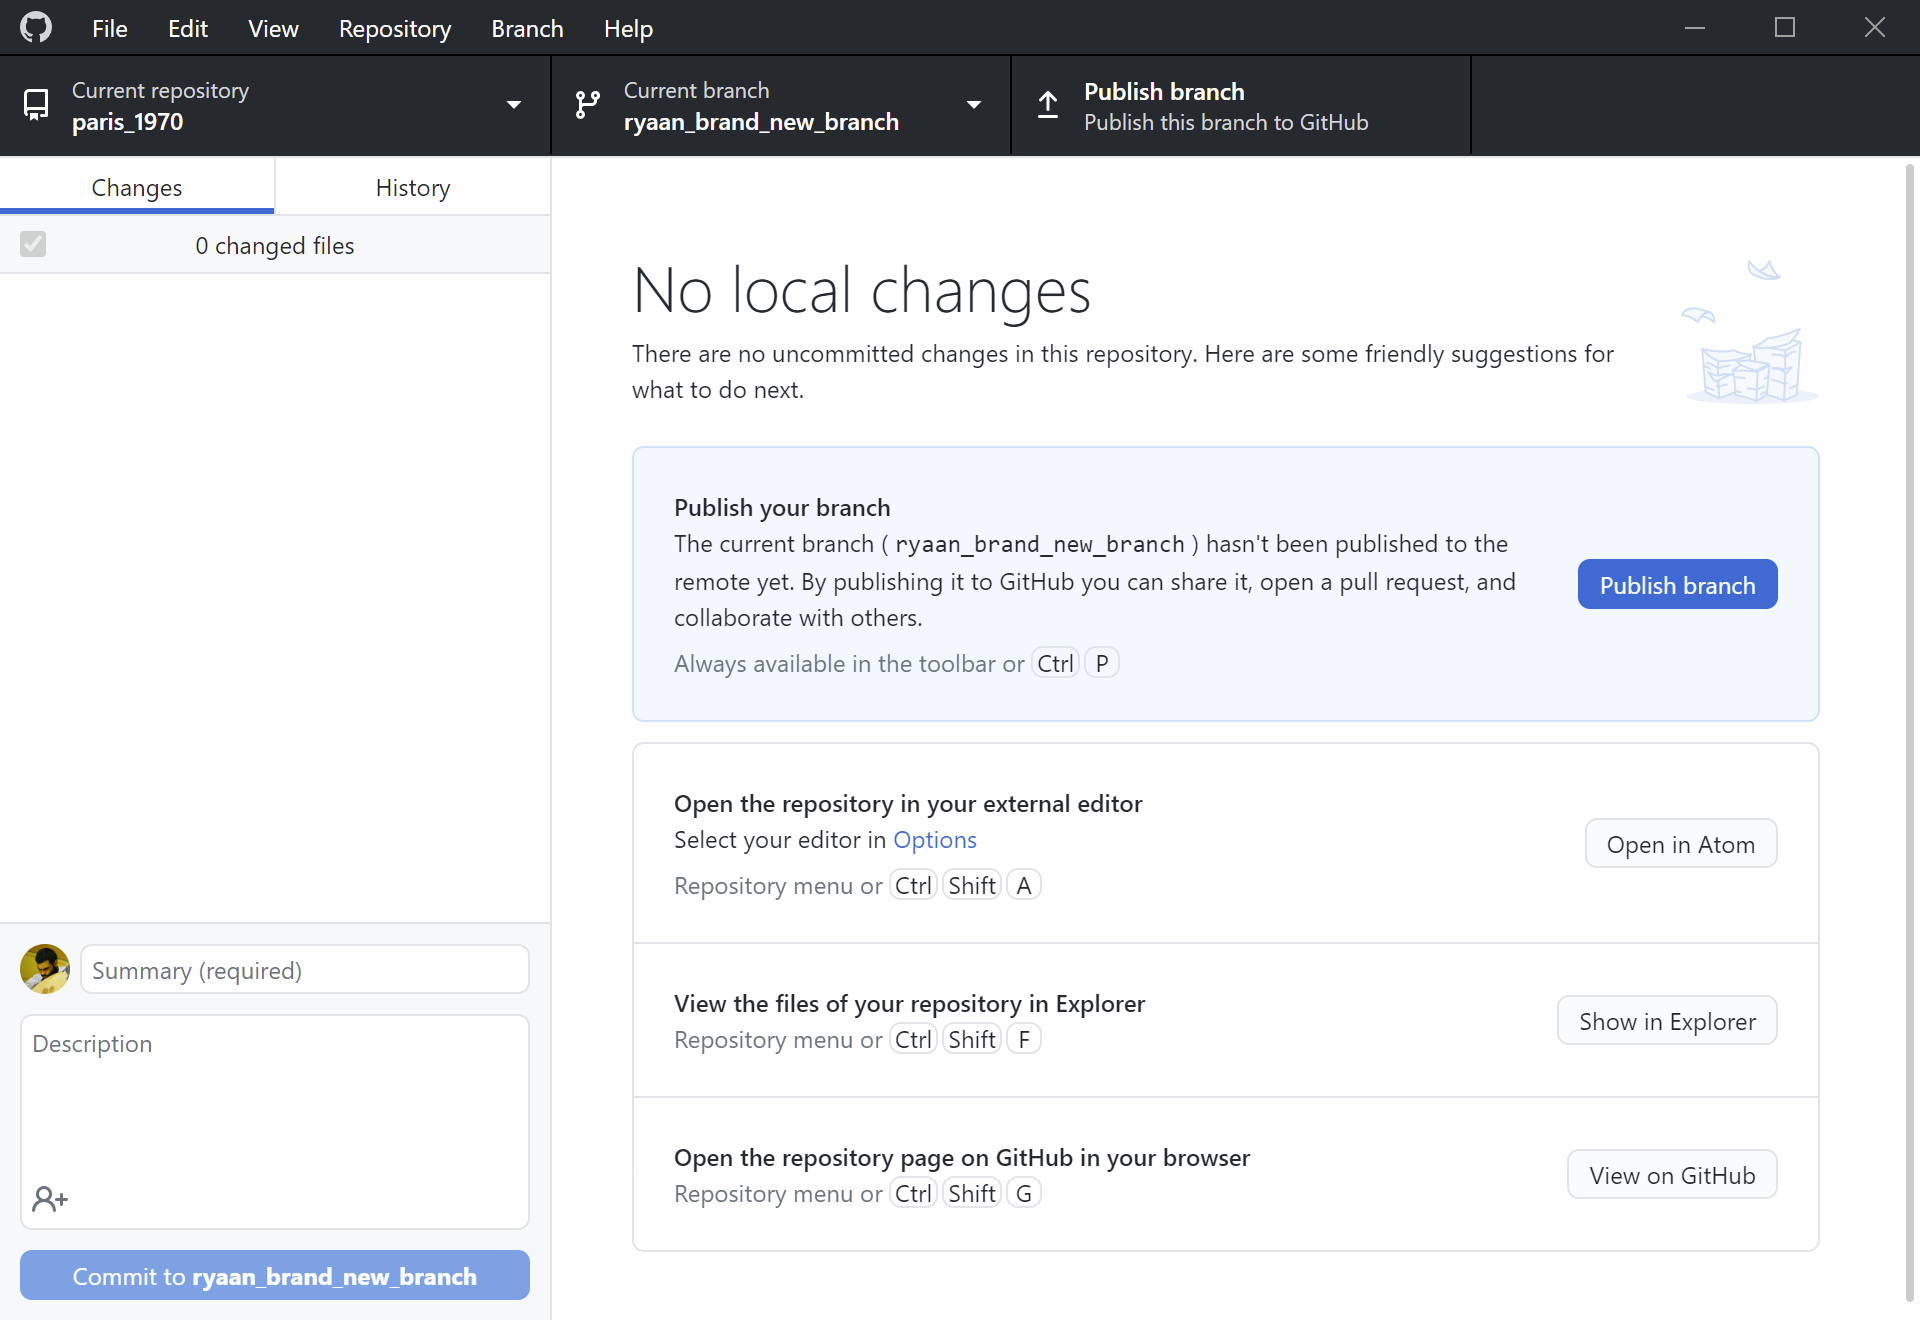 File Edit View Repository Branch Help
Current repository
paris_1970
Current branch
ryaan_brand_new_branch
Publish branch
Publish this branch to GitHub
Changes
History
0 changed files
No local changes
There are no uncommitted changes in this repository. Here are some friendly suggestions for
what to do next.
Publish your branch
The current branch ( ryaan_brand_new_branch ) hasn't been published to the
remote yet. By publishing it to GitHub you can share it, open a pull request, and
collaborate with others.
Always available in the toolbar or Ctrl P
Publish branch
Open the repository in your external editor
Select your editor in Options
Repository menu or Ctrl Shift A
Open in Atom
View the files of your repository in Explorer
Repository menu or Ctrl Shift F
Show in Explorer
Open the repository page on GitHub in your browser
Repository menu or Ctrl Shift G
View on GitHub
Summary (required)
Description
Commit to ryaan_brand_new_branch